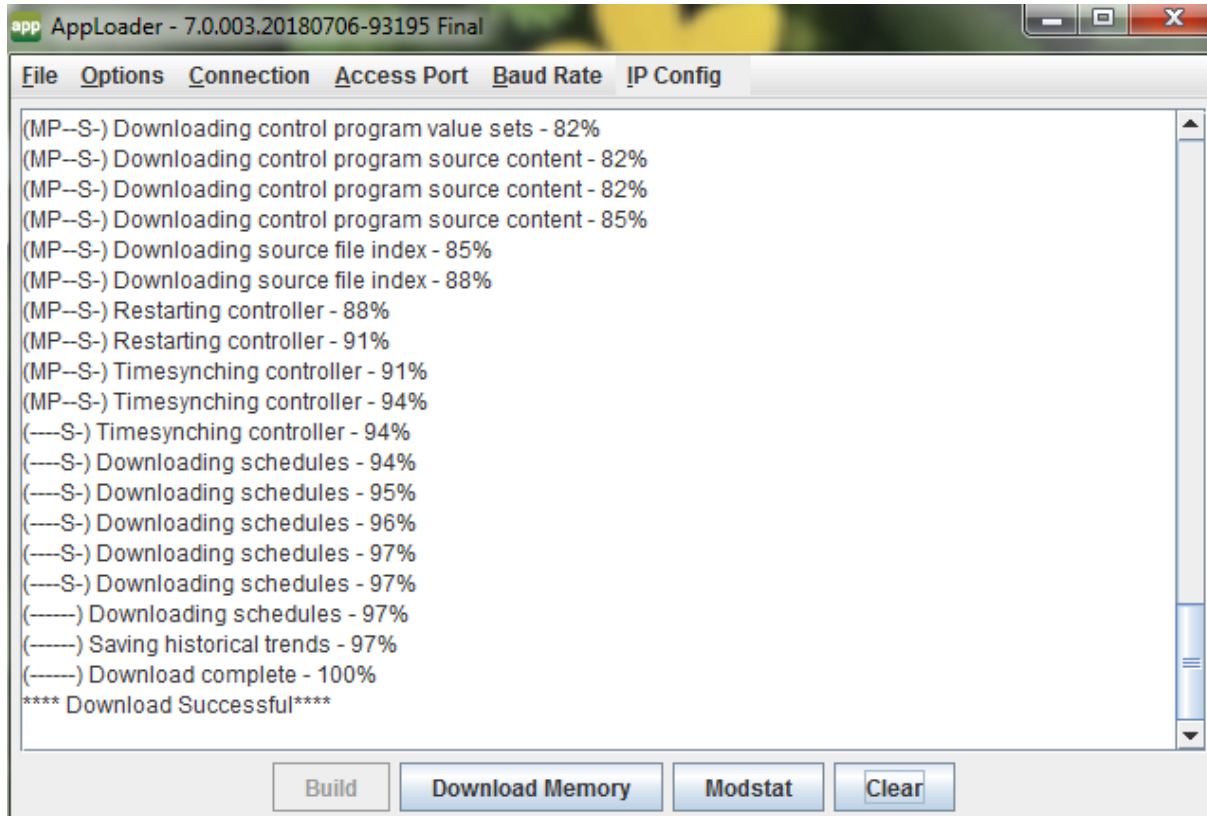 app AppLoader - 7.0.003.20180706-93195 Final
File Options Connection Access Port Baud Rate IP Config
(MP--S-) Downloading control program value sets - 82%
(MP--S-) Downloading control program source content - 82%
(MP--S-) Downloading control program source content - 82%
(MP--S-) Downloading control program source content - 85%
(MP--S-) Downloading source file index - 85%
(MP--S-) Downloading source file index - 88%
(MP--S-) Restarting controller - 88%
(MP--S-) Restarting controller - 91%
(MP--S-) Timesynching controller - 91%
(MP--S-) Timesynching controller - 94%
(----S-) Timesynching controller - 94%
(----S-) Downloading schedules - 94%
(----S-) Downloading schedules - 95%
(----S-) Downloading schedules - 96%
(----S-) Downloading schedules - 97%
(----S-) Downloading schedules - 97%
(------) Downloading schedules - 97%
(------) Saving historical trends - 97%
(------) Download complete - 100%
**** Download Successful****
Build Download Memory Modstat Clear